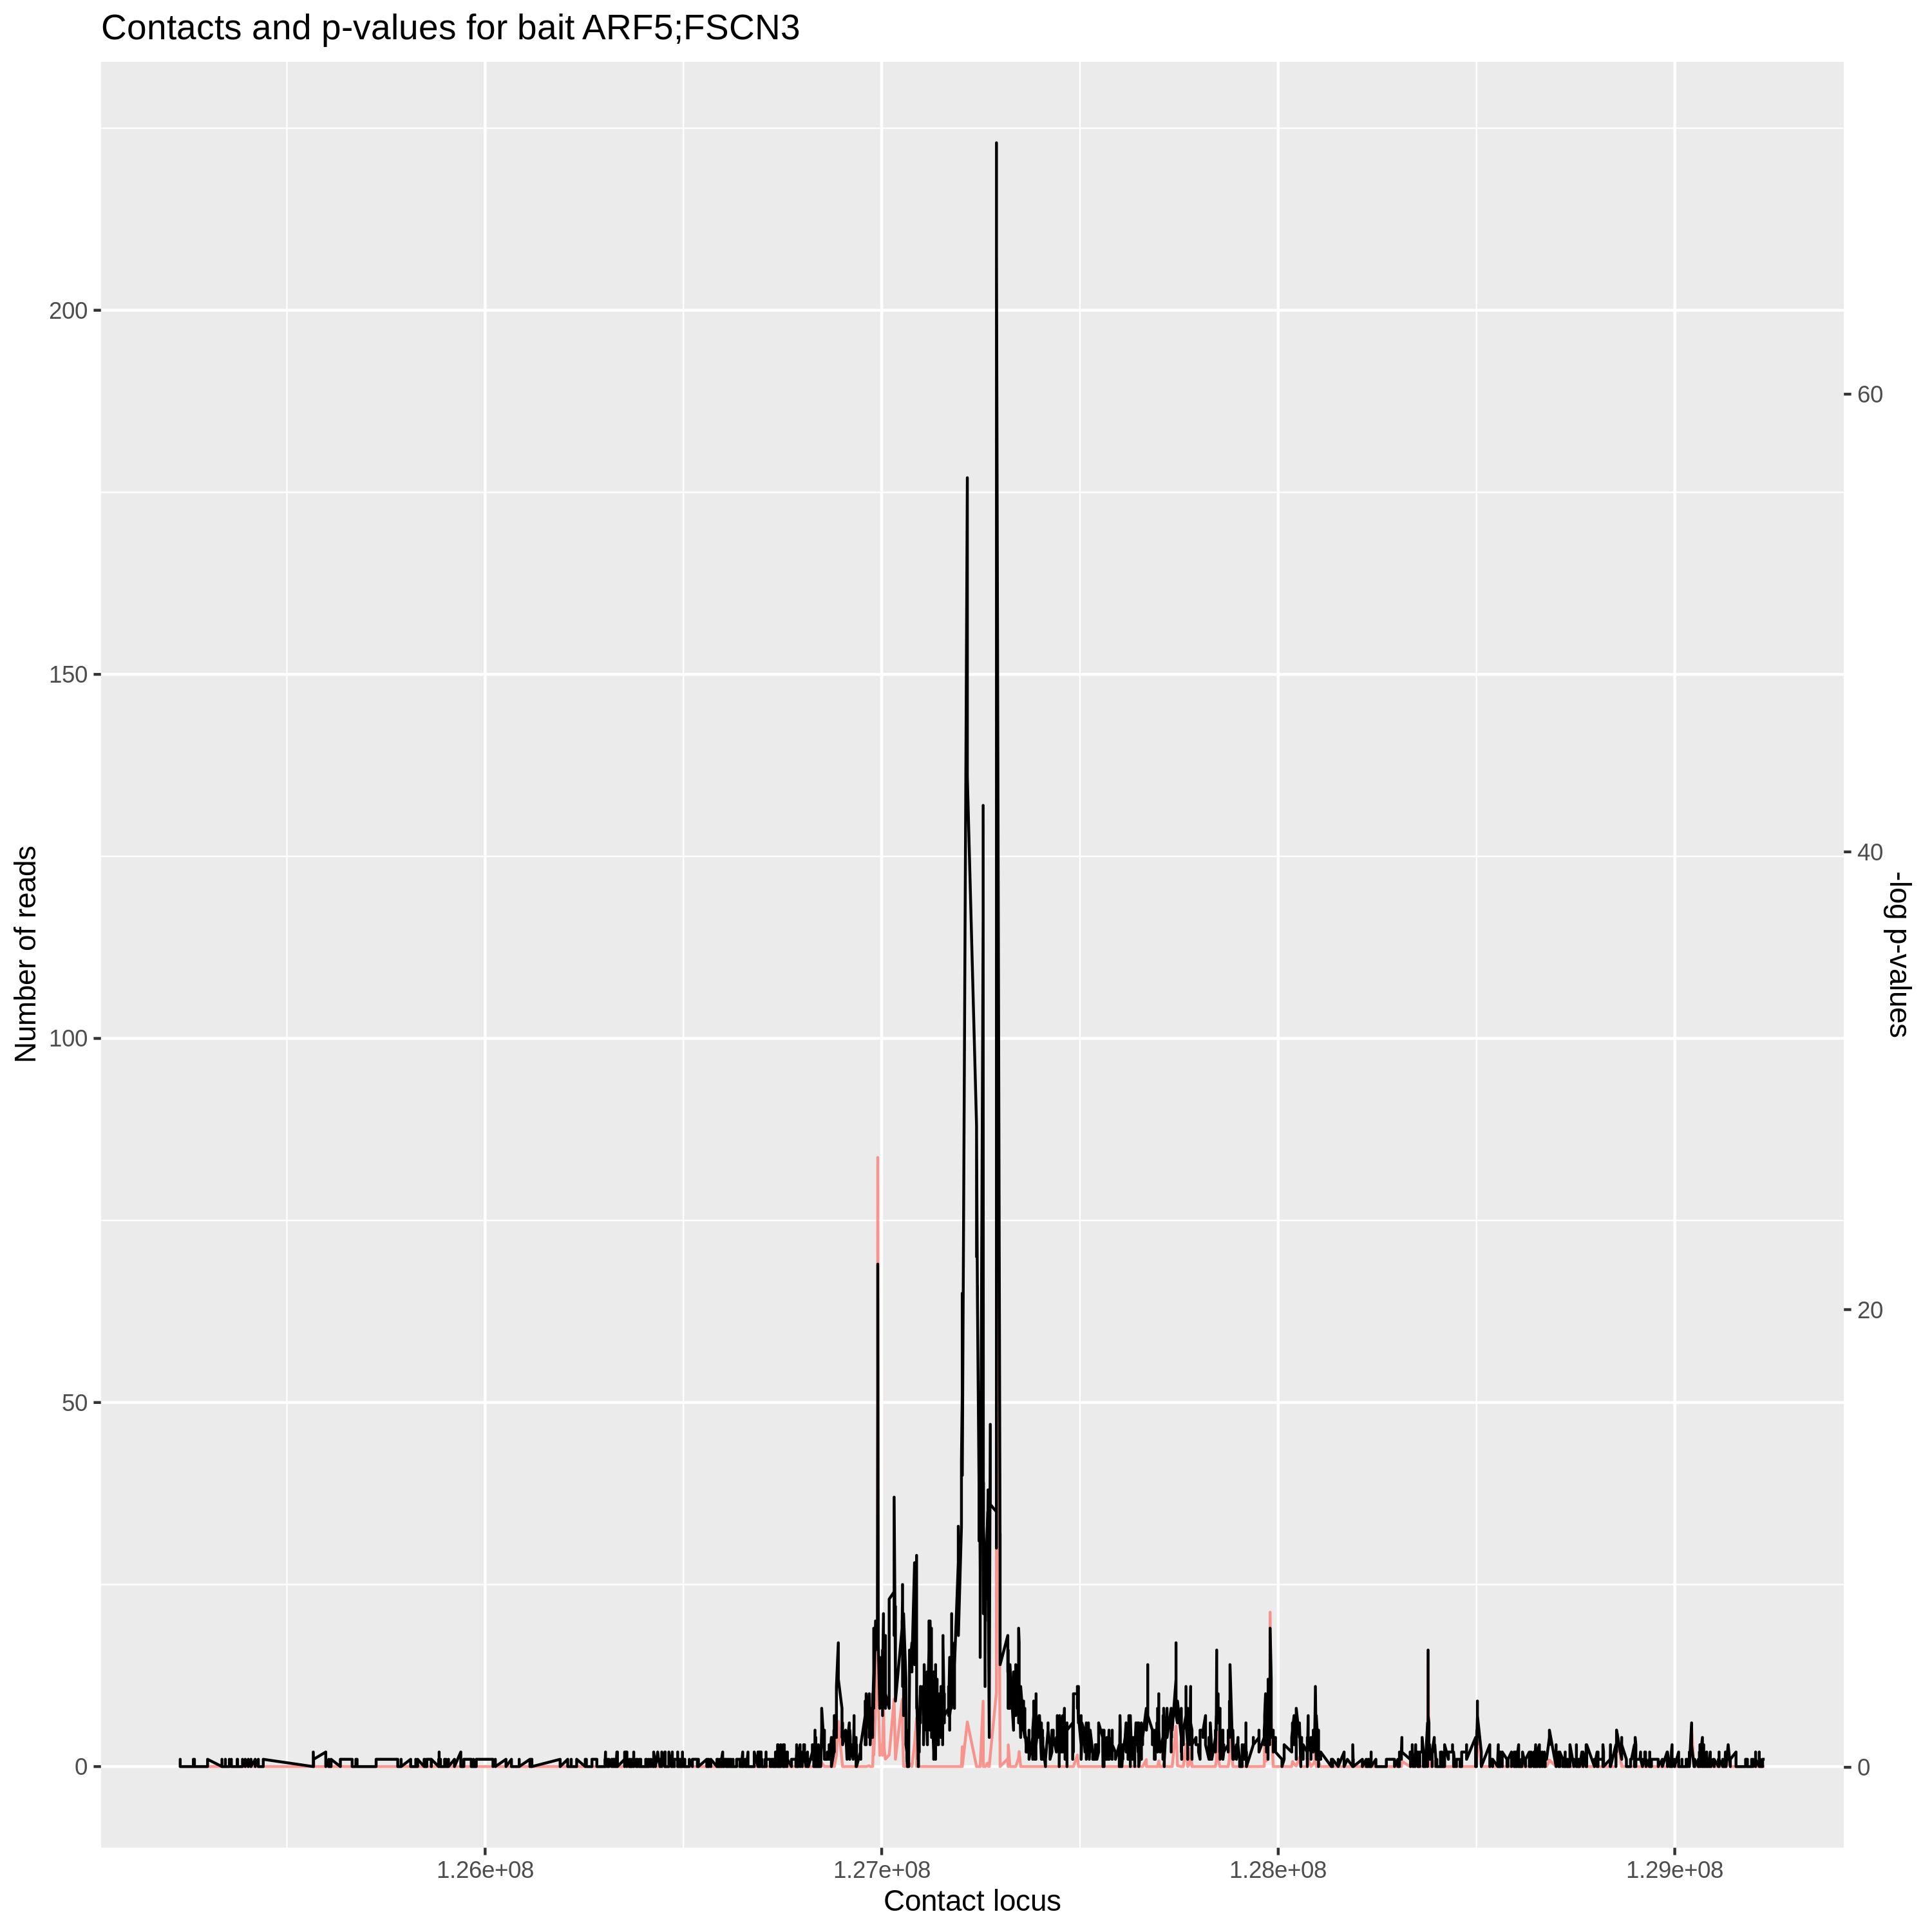 Contacts and p-values for bait ARF5;FSCN3
200
150
100
50
0
Number of reads
60
40
20
0
-log p-values
1.26e+08
1.27e+08
1.28e+08
1.29e+08
Contact locus